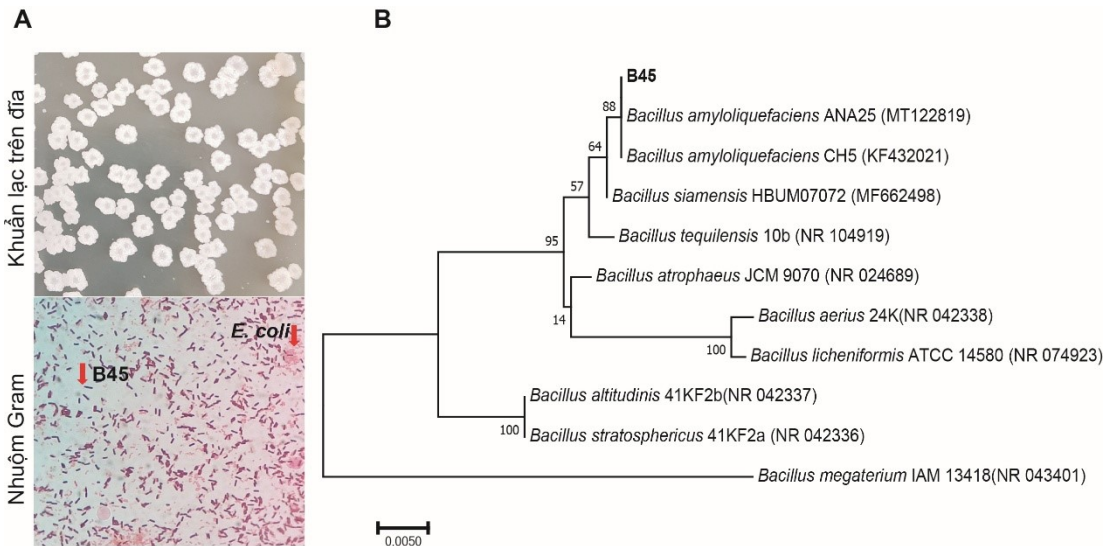 A
B
Khuẩn lạc trên đĩa
Nhuộm Gram
E. coli
B45
B45
88
Bacillus amyloliquefaciens ANA25 (MT122819)
64
Bacillus amyloliquefaciens CH5 (KF432021)
57
Bacillus siamensis HBUM07072 (MF662498)
95
Bacillus tequilensis 10b (NR 104919)
Bacillus atrophaeus JCM 9070 (NR 024689)
14
Bacillus aerius 24K(NR 042338)
100
Bacillus licheniformis ATCC 14580 (NR 074923)
Bacillus altitudinis 41KF2b(NR 042337)
100
Bacillus stratosphericus 41KF2a (NR 042336)
Bacillus megaterium IAM 13418(NR 043401)
0.0050